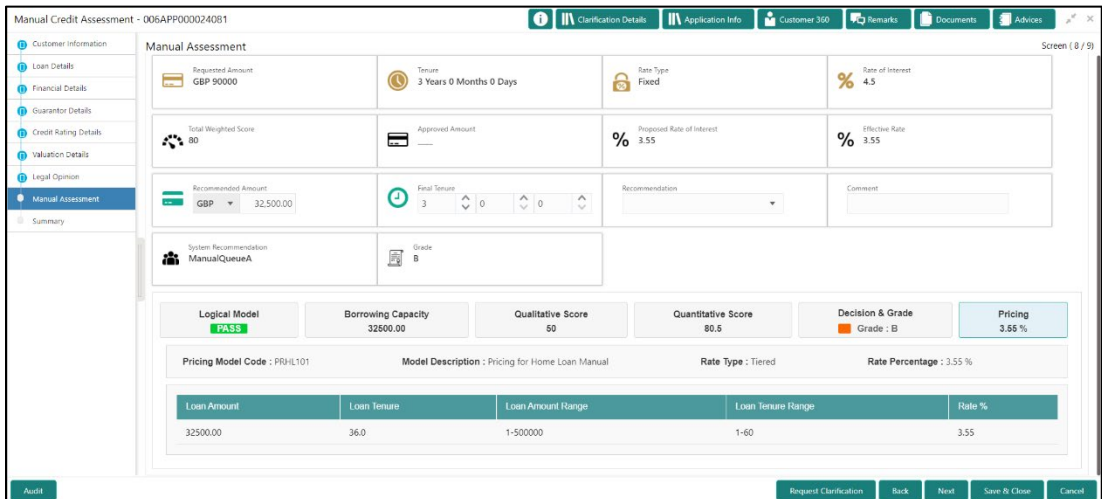 Manual Credit Assessment - 006APP000024081
Clarification Details
Application Info
Customer 360
Remarks
Documents
Advices
Customer Information
Loan Details
Financial Details
Guarantor Details
Credit Rating Details
Valuation Details
Legal Opinion
Manual Assessment
Summary
Manual Assessment
Screen ( 8 / 9)
Requested Amount
GBP 90000
Tenure
3 Years 0 Months 0 Days
Rate Type
Fixed
Rate of Interest
4.5
Total Weighted Score
80
Approved Amount
Proposed Rate of Interest
3.55
Effective Rate
3.55
Recommended Amount
GBP 32,500.00
Final Tenure
3 0 0
Recommendation
Comment
System Recommendation
ManualQueueA
Grade
B
Logical Model
PASS
Borrowing Capacity
32500.00
Qualitative Score
50
Quantitative Score
80.5
Decision & Grade
Grade : B
Pricing
3.55 %
Pricing Model Code : PRHL101
Model Description : Pricing for Home Loan Manual
Rate Type : Tiered
Rate Percentage : 3.55 %
Loan Amount Loan Tenure Loan Amount Range Loan Tenure Range Rate %
32500.00 36.0 1-500000 1-60 3.55
Audit
Request Clarification
Back
Next
Save & Close
Cancel